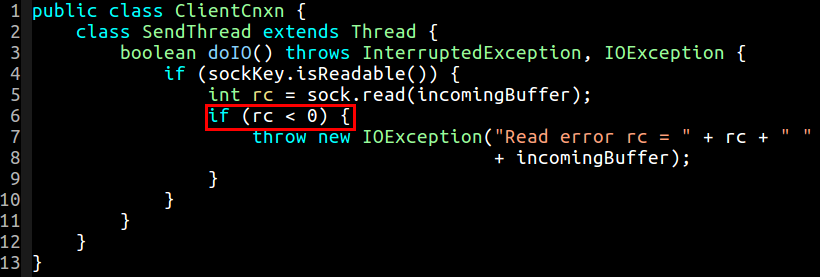 1 public class ClientCnxn {
2     class SendThread extends Thread {
3         boolean doIO() throws InterruptedException, IOException {
4             if (sockKey.isReadable()) {
5                 int rc = sock.read(incomingBuffer);
6                 if (rc < 0) {
7                     throw new IOException("Read error rc = " + rc + " "
8                                           + incomingBuffer);
9                 }
10             }
11         }
12     }
13 }